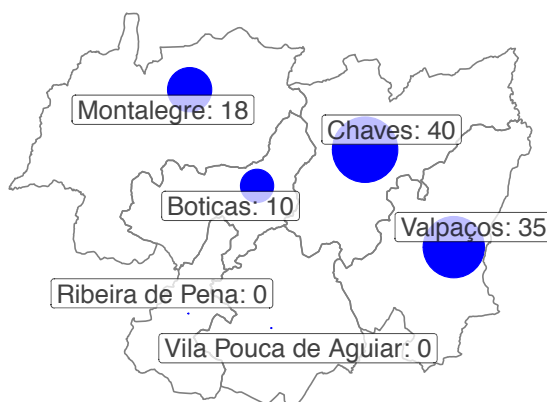 Montalegre: 18
Chaves: 40
Boticas: 10
Valpaços: 35
Ribeira de Pena: 0
Vila Pouca de Aguiar: 0